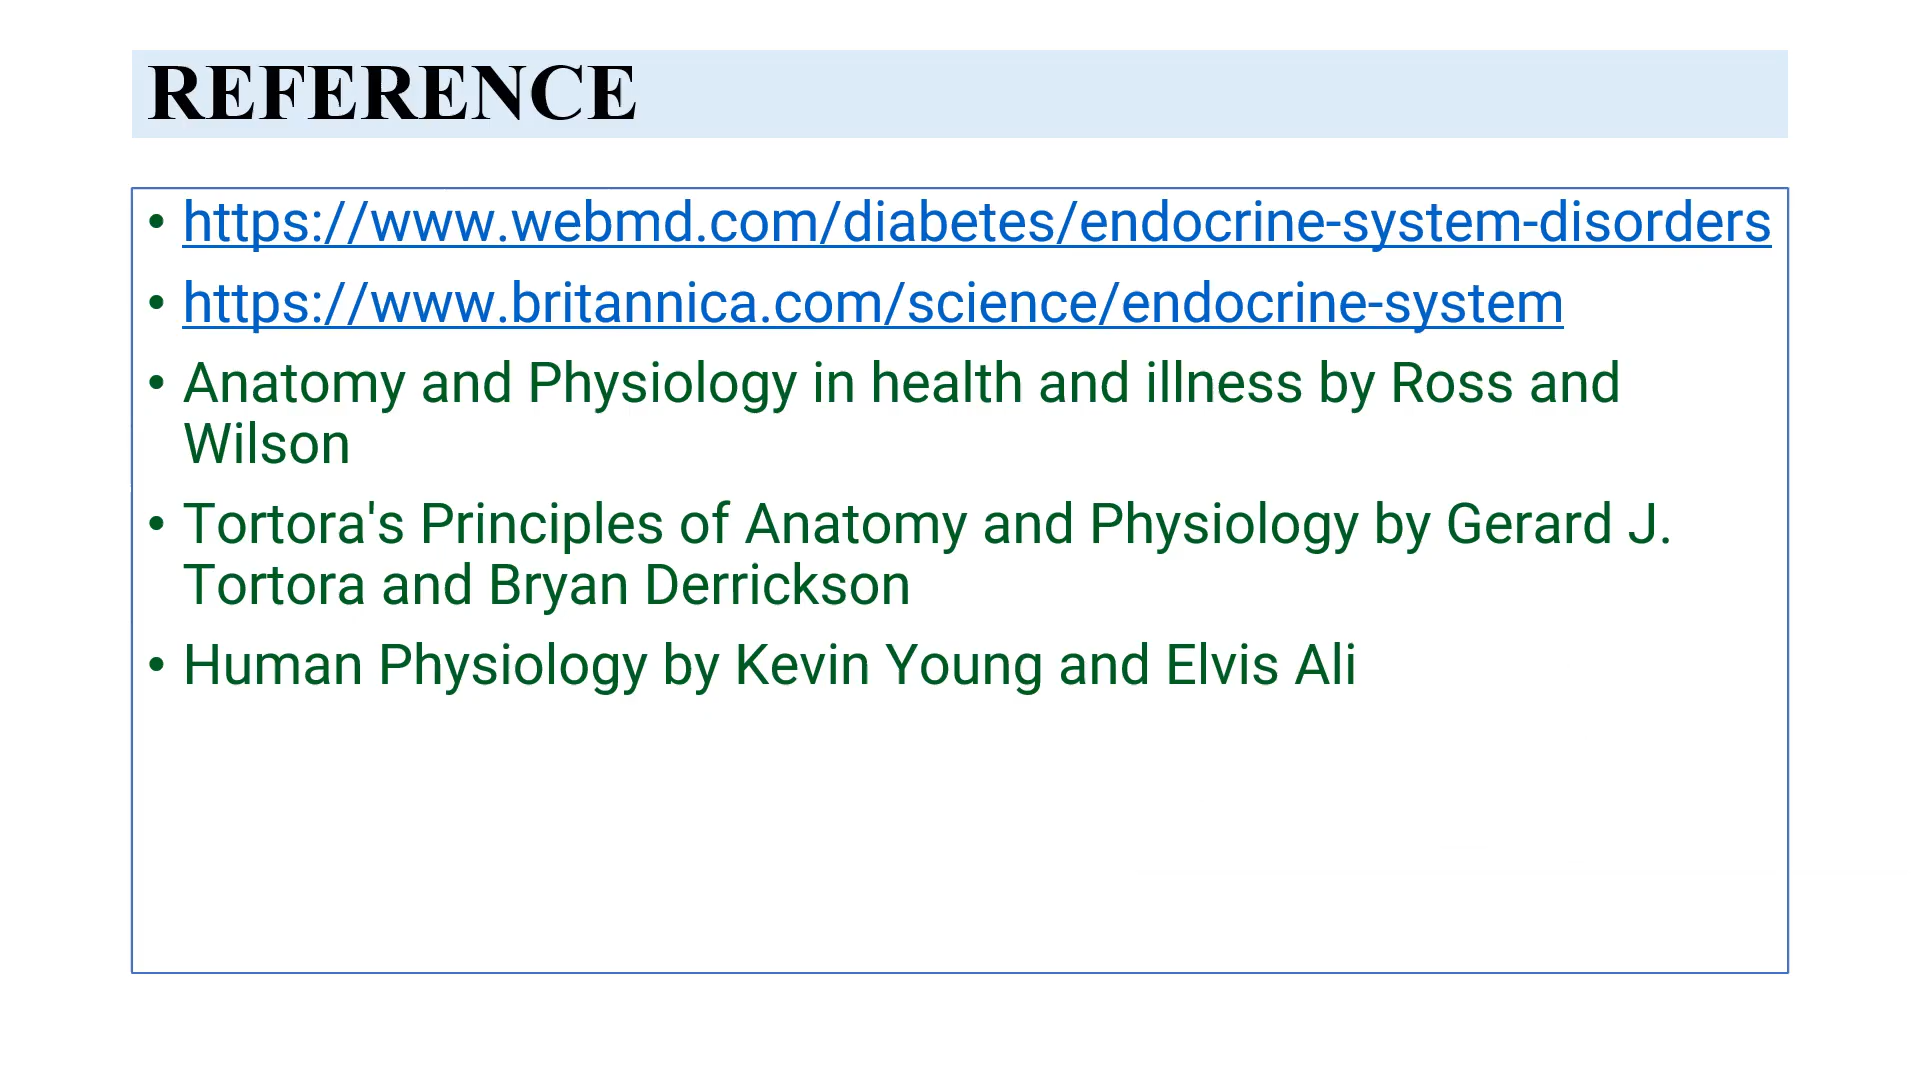 REFERENCE
• https://www.webmd.com/diabetes/endocrine-system-disorders
• https://www.britannica.com/science/endocrine-system
• Anatomy and Physiology in health and illness by Ross and
Wilson
• Tortora's Principles of Anatomy and Physiology by Gerard J.
Tortora and Bryan Derrickson
• Human Physiology by Kevin Young and Elvis Ali